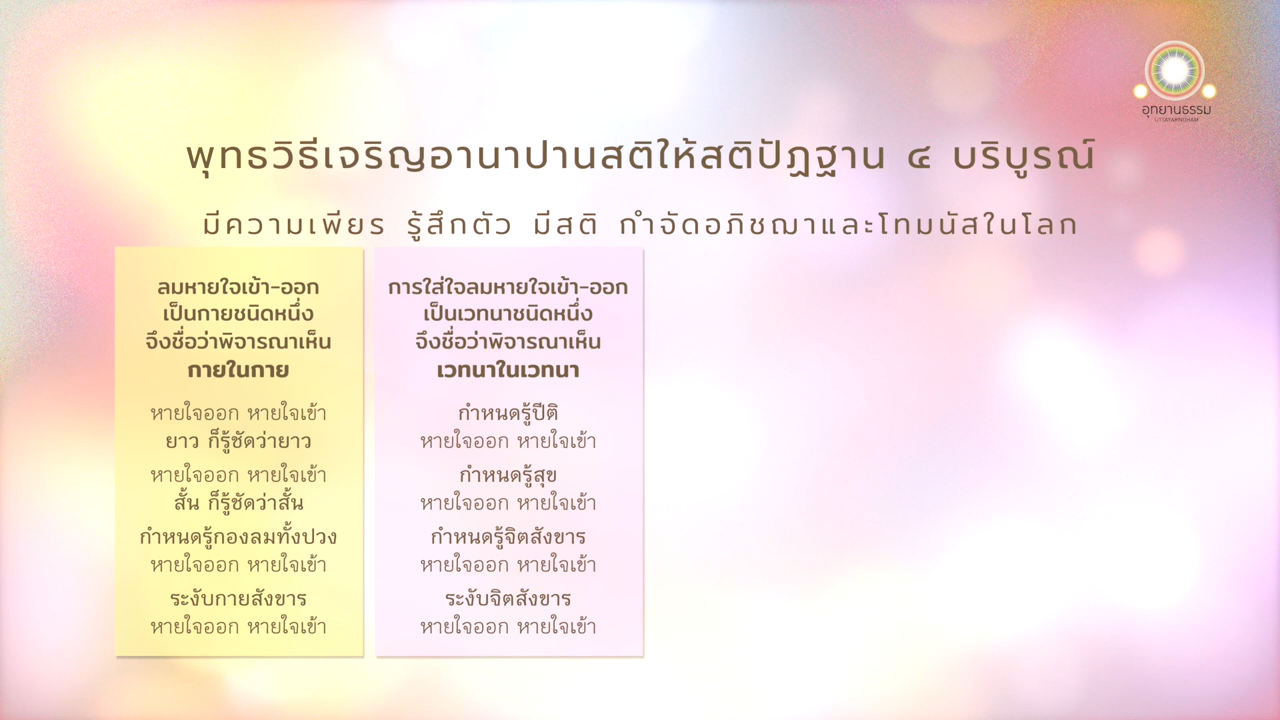 อุทยานธรรม
UTTAYARNDHAM
พุทธวิธีเจริญอานาปานสติให้สติปัฏฐาน ๔ บริบูรณ์
มีความเพียร รู้สึกตัว มีสติ กำจัดอภิชฌาและโทมนัสในโลก
ลมหายใจเข้า-ออก
เป็นกายชนิดหนึ่ง
จึงชื่อว่าพิจารณาเห็น
กายในกาย
หายใจออก หายใจเข้า
ยาว ก็รู้ชัดว่ายาว
หายใจออก หายใจเข้า
สั้น ก็รู้ชัดว่าสั้น
กำหนดรู้กองลมทั้งปวง
หายใจออก หายใจเข้า
ระงับกายสังขาร
หายใจออก หายใจเข้า
การใส่ใจลมหายใจเข้า-ออก
เป็นเวทนาชนิดหนึ่ง
จึงชื่อว่าพิจารณาเห็น
เวทนาในเวทนา
กำหนดรู้ปีติ
หายใจออก หายใจเข้า
กำหนดรู้สุข
หายใจออก หายใจเข้า
กำหนดรู้จิตสังขาร
หายใจออก หายใจเข้า
ระงับจิตสังขาร
หายใจออก หายใจเข้า